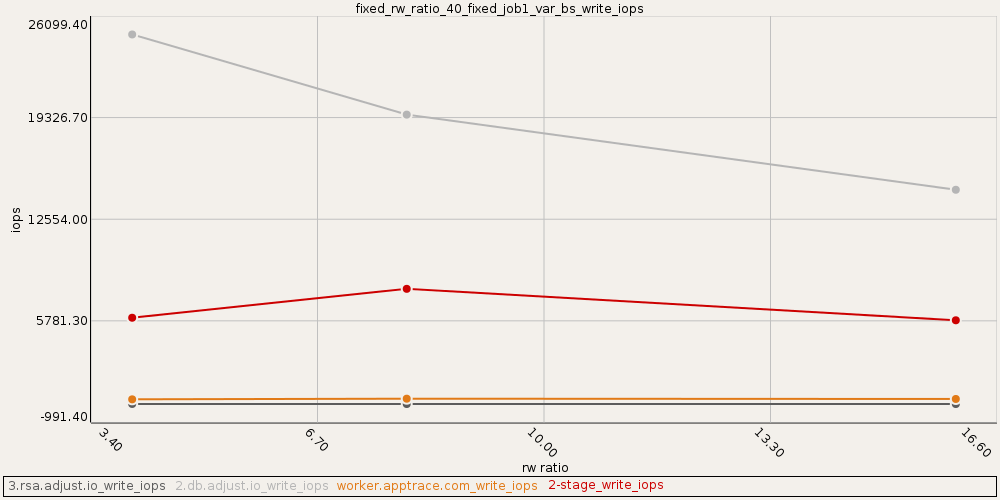 fixed_rw_ratio_40_fixed_job1_var_bs_write_iops
26099.40
19326.70
12554.00
5781.30
-991.40
iops
3.40 6.70 10.00 13.30 16.60
rw ratio
3.rsa.adjust.io_write_iops 2.db.adjust.io_write_iops worker.apptrace.com_write_iops 2-stage_write_iops